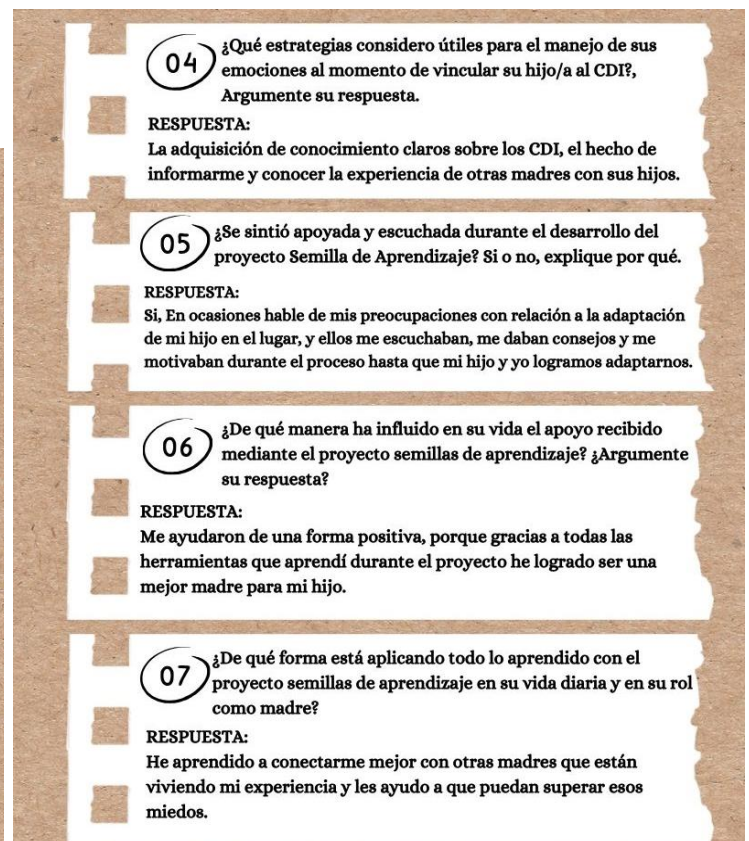 04
¿Qué estrategias considero útiles para el manejo de sus
emociones al momento de vincular su hijo/a al CDI?,
Argumente su respuesta.
RESPUESTA:
La adquisición de conocimiento claros sobre los CDI, el hecho de
informarme y conocer la experiencia de otras madres con sus hijos.
05
¿Se sintió apoyada y escuchada durante el desarrollo del
proyecto Semilla de Aprendizaje? Si o no, explique por qué.
RESPUESTA:
Si, En ocasiones hable de mis preocupaciones con relación a la adaptación
de mi hijo en el lugar, y ellos me escuchaban, me daban consejos y me
motivaban durante el proceso hasta que mi hijo y yo logramos adaptarnos.
06
¿De qué manera ha influido en su vida el apoyo recibido
mediante el proyecto semillas de aprendizaje? ¿Argumente
su respuesta?
RESPUESTA:
Me ayudaron de una forma positiva, porque gracias a todas las
herramientas que aprendí durante el proyecto he logrado ser una
mejor madre para mi hijo.
07
¿De qué forma está aplicando todo lo aprendido con el
proyecto semillas de aprendizaje en su vida diaria y en su rol
como madre?
RESPUESTA:
He aprendido a conectarme mejor con otras madres que están
viviendo mi experiencia y les ayudo a que puedan superar esos
miedos.